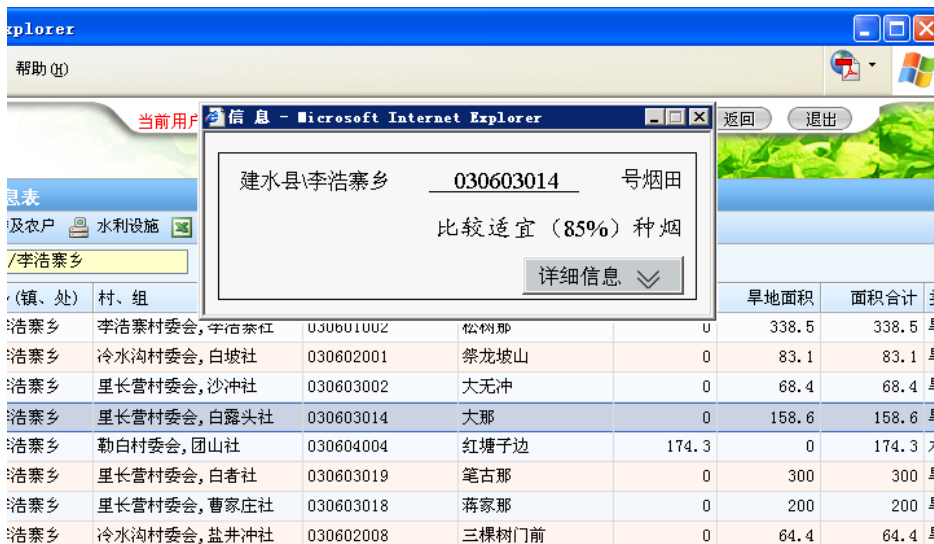 xplorer
帮助(H)
当前用户
返回 退出
信 息 - Microsoft Internet Explorer
建水县\李浩寨乡 030603014 号烟田
比较适宜（85%）种烟
详细信息
息表
及农户 水利设施
/李浩寨乡
(镇、处) 村、组 旱地面积 面积合计
浩寨乡 李浩寨村委会,李浩寨社 030601002 松树那 0 338.5 338.5
浩寨乡 冷水沟村委会,白坡社 030602001 祭龙坡山 0 83.1 83.1
浩寨乡 里长营村委会,沙冲社 030603002 大无冲 0 68.4 68.4
浩寨乡 里长营村委会,白露头社 030603014 大那 0 158.6 158.6
浩寨乡 勒白村委会,团山社 030604004 红塘子边 174.3 0 174.3
浩寨乡 里长营村委会,白者社 030603019 笔古那 0 300 300
浩寨乡 里长营村委会,曹家庄社 030603018 蒋家那 0 200 200
浩寨乡 冷水沟村委会,盐井冲社 030602008 三棵树门前 0 64.4 64.4